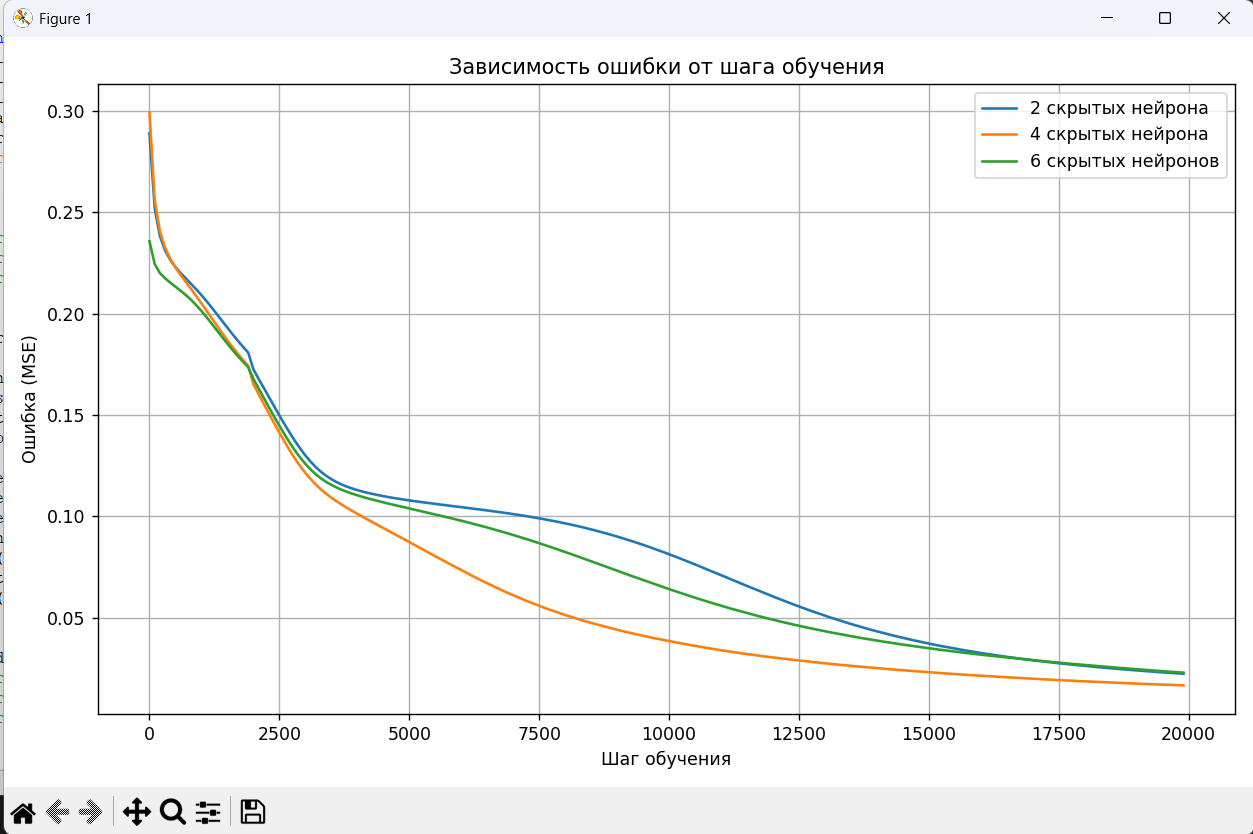 Figure 1
Зависимость ошибки от шага обучения
2 скрытых нейрона
4 скрытых нейрона
6 скрытых нейронов
Ошибка (MSE)
0.30
0.25
0.20
0.15
0.10
0.05
0 2500 5000 7500 10000 12500 15000 17500 20000
Шаг обучения